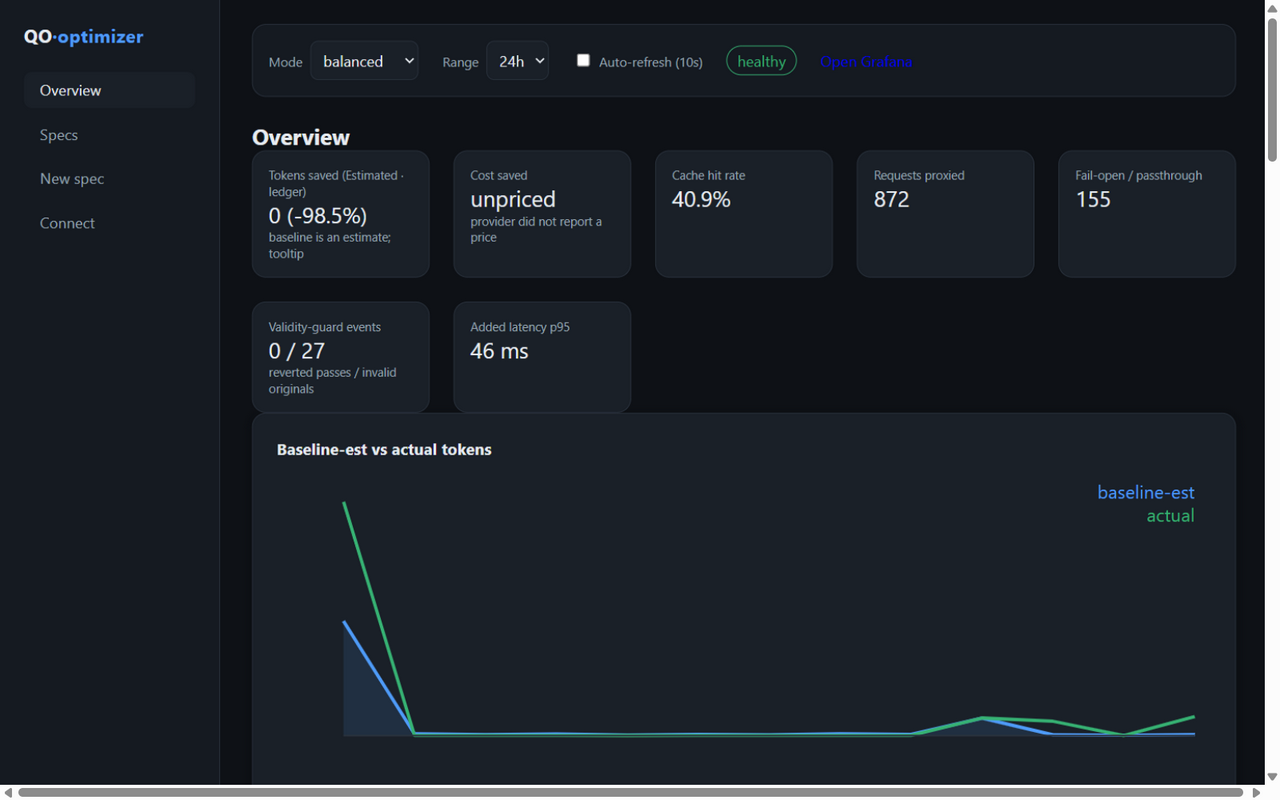 QO·optimizer
Overview
Specs
New spec
Connect
Mode balanced Range 24h Auto-refresh (10s) healthy Open Grafana
Overview
Tokens saved (Estimated ·
ledger)
0 (-98.5%)
baseline is an estimate;
tooltip
Cost saved
unpriced
provider did not report a
price
Cache hit rate
40.9%
Requests proxied
872
Fail-open / passthrough
155
Validity-guard events
0 / 27
reverted passes / invalid
originals
Added latency p95
46 ms
Baseline-est vs actual tokens
baseline-est
actual